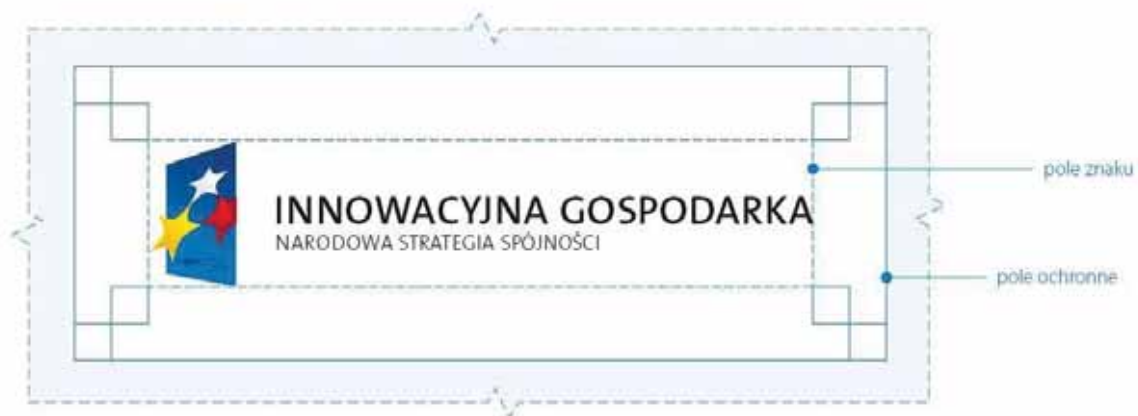 pole znaku
INNOWACYJNA GOSPODARKA
NARODOWA STRATEGIA SPÓJNOŚCI
pole ochronne